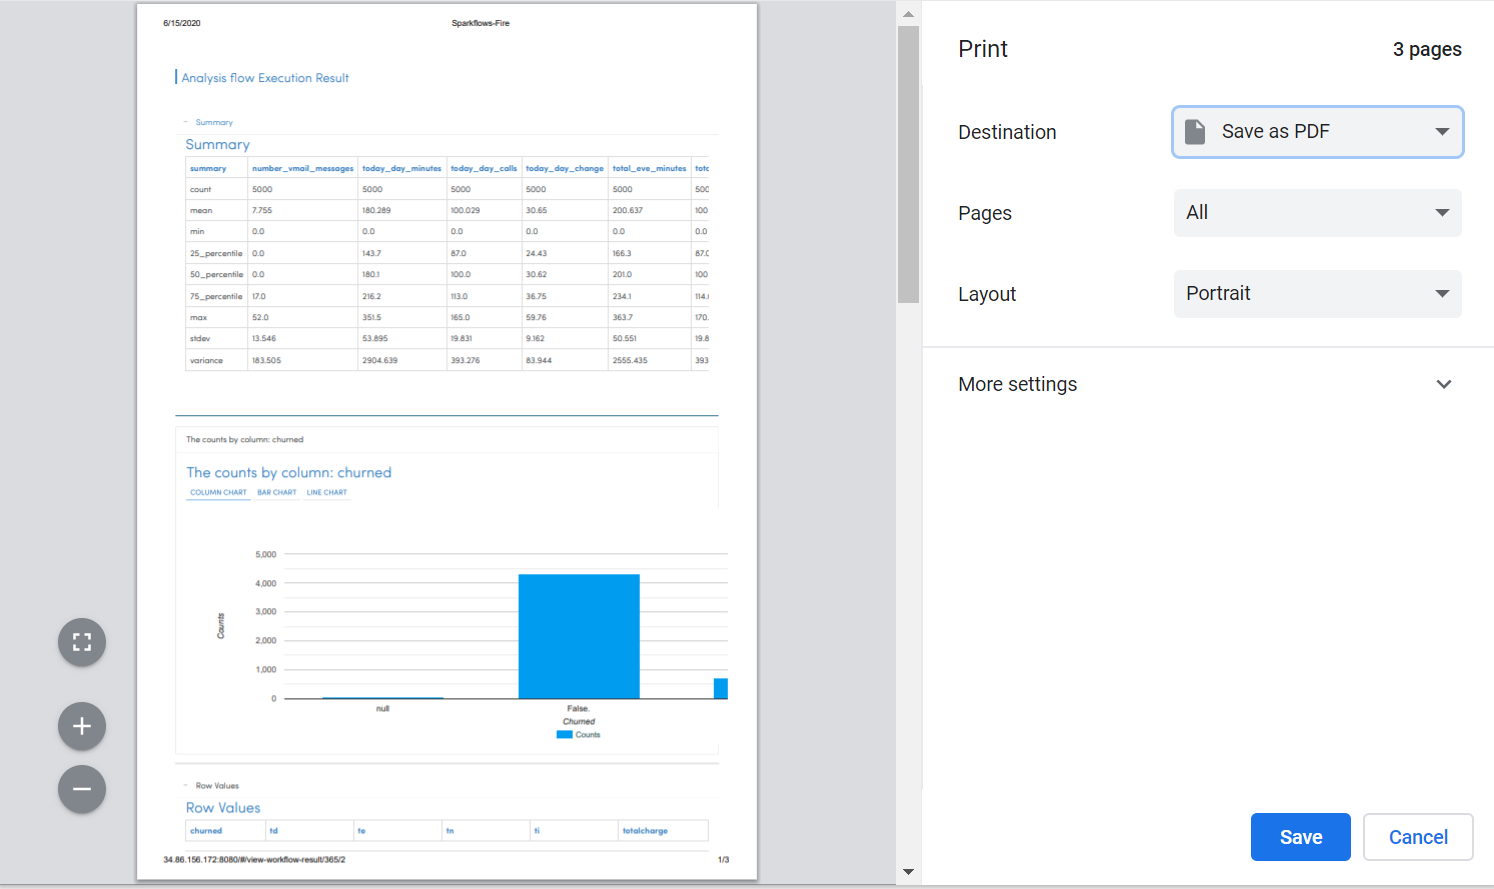 6/15/2020 Sparkflows-Fire
Analysis flow Execution Result
− Summary
Summary
summary number_vmail_messages today_day_minutes today_day_calls today_day_change total_eve_minutes totc
count 5000 5000 5000 5000 5000 500
mean 7.755 180.289 100.029 30.65 200.637 100
min 0.0 0.0 0.0 0.0 0.0 0.0
25_percentile 0.0 143.7 87.0 24.43 166.3 87.0
50_percentile 0.0 180.1 100.0 30.62 201.0 100
75_percentile 17.0 216.2 113.0 36.75 234.1 114.
max 52.0 351.5 165.0 59.76 363.7 170.
stdev 13.546 53.895 19.831 9.162 50.551 19.8
variance 183.505 2904.639 393.276 83.944 2555.435 393
The counts by column: churned
The counts by column: churned
COLUMN CHART BAR CHART LINE CHART
5,000
4,000
3,000
2,000
1,000
0
Counts
null False.
Churned
Counts
− Row Values
Row Values
churned td te tn ti totalcharge
34.86.156.172:8080/#/view-workflow-result/365/2 1/3
Print 3 pages
Destination Save as PDF
Pages All
Layout Portrait
More settings
Save Cancel